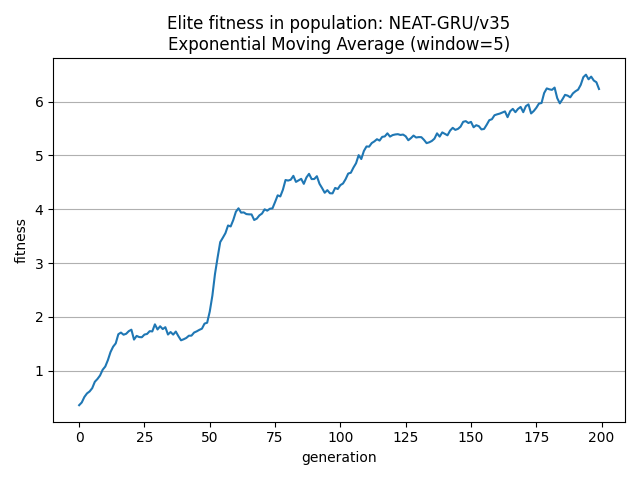 Elite fitness in population: NEAT-GRU/v35
Exponential Moving Average (window=5)
fitness
6
5
4
3
2
1
0 25 50 75 100 125 150 175 200
generation